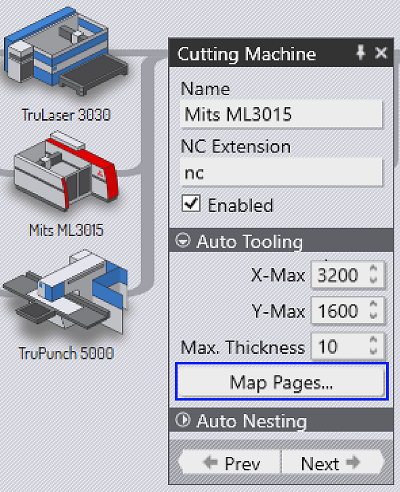 TruLaser 3030
Mits ML3015
TruPunch 5000
Cutting Machine
Name
Mits ML3015
NC Extension
nc
Enabled
Auto Tooling
X-Max 3200
Y-Max 1600
Max. Thickness 10
Map Pages...
Auto Nesting
Prev Next